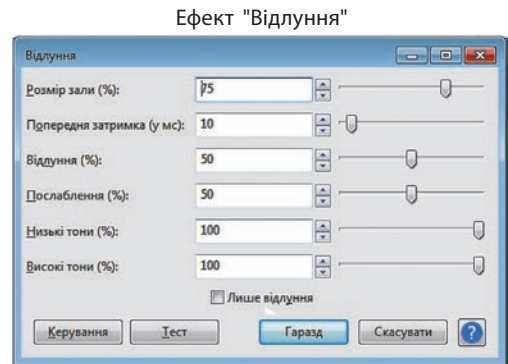 Ефект "Відлуння"
Відлуння
Розмір зали (%): 75
Попередня затримка (у мс): 10
Відлуння (%): 50
Послаблення (%): 50
Низькі тони (%): 100
Високі тони (%): 100
Лише відлуння
Керування Тест Гаразд Скасувати ?